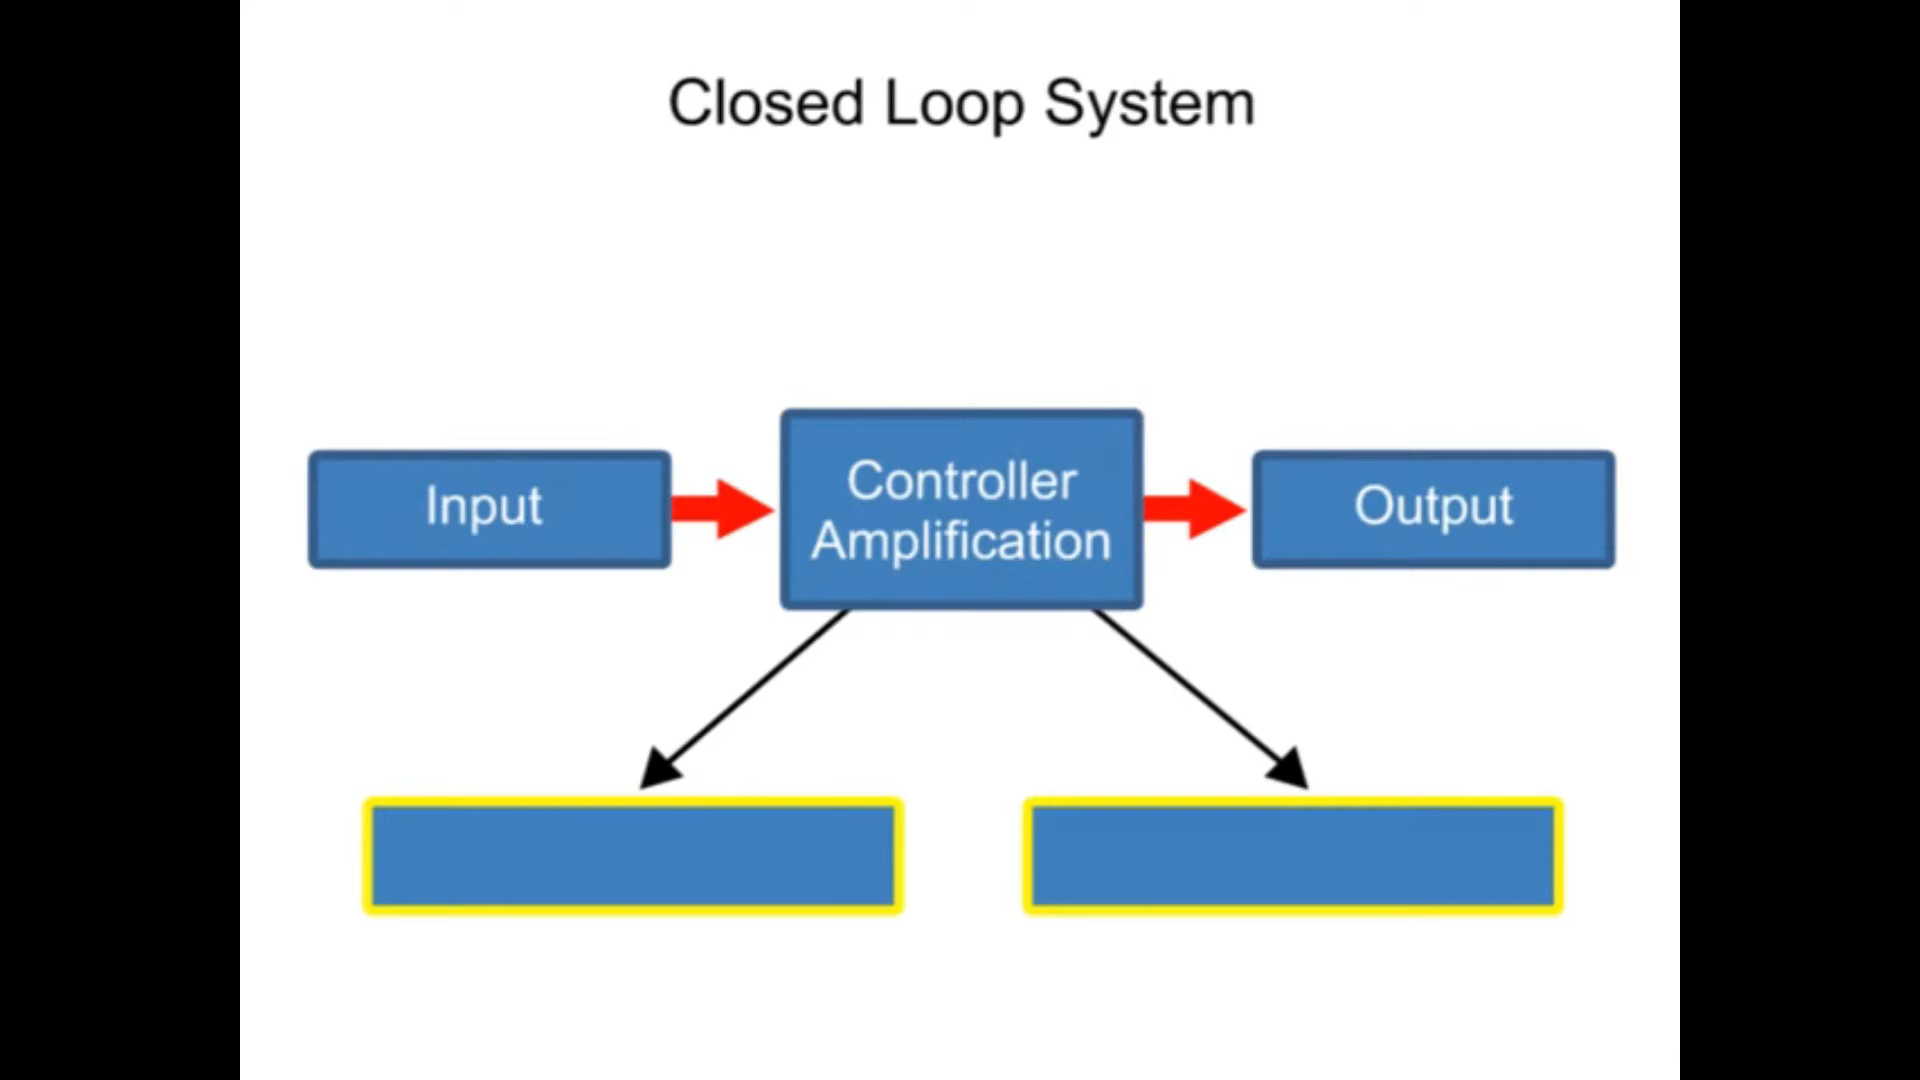 Closed Loop System
Input
Controller
Amplification
Output